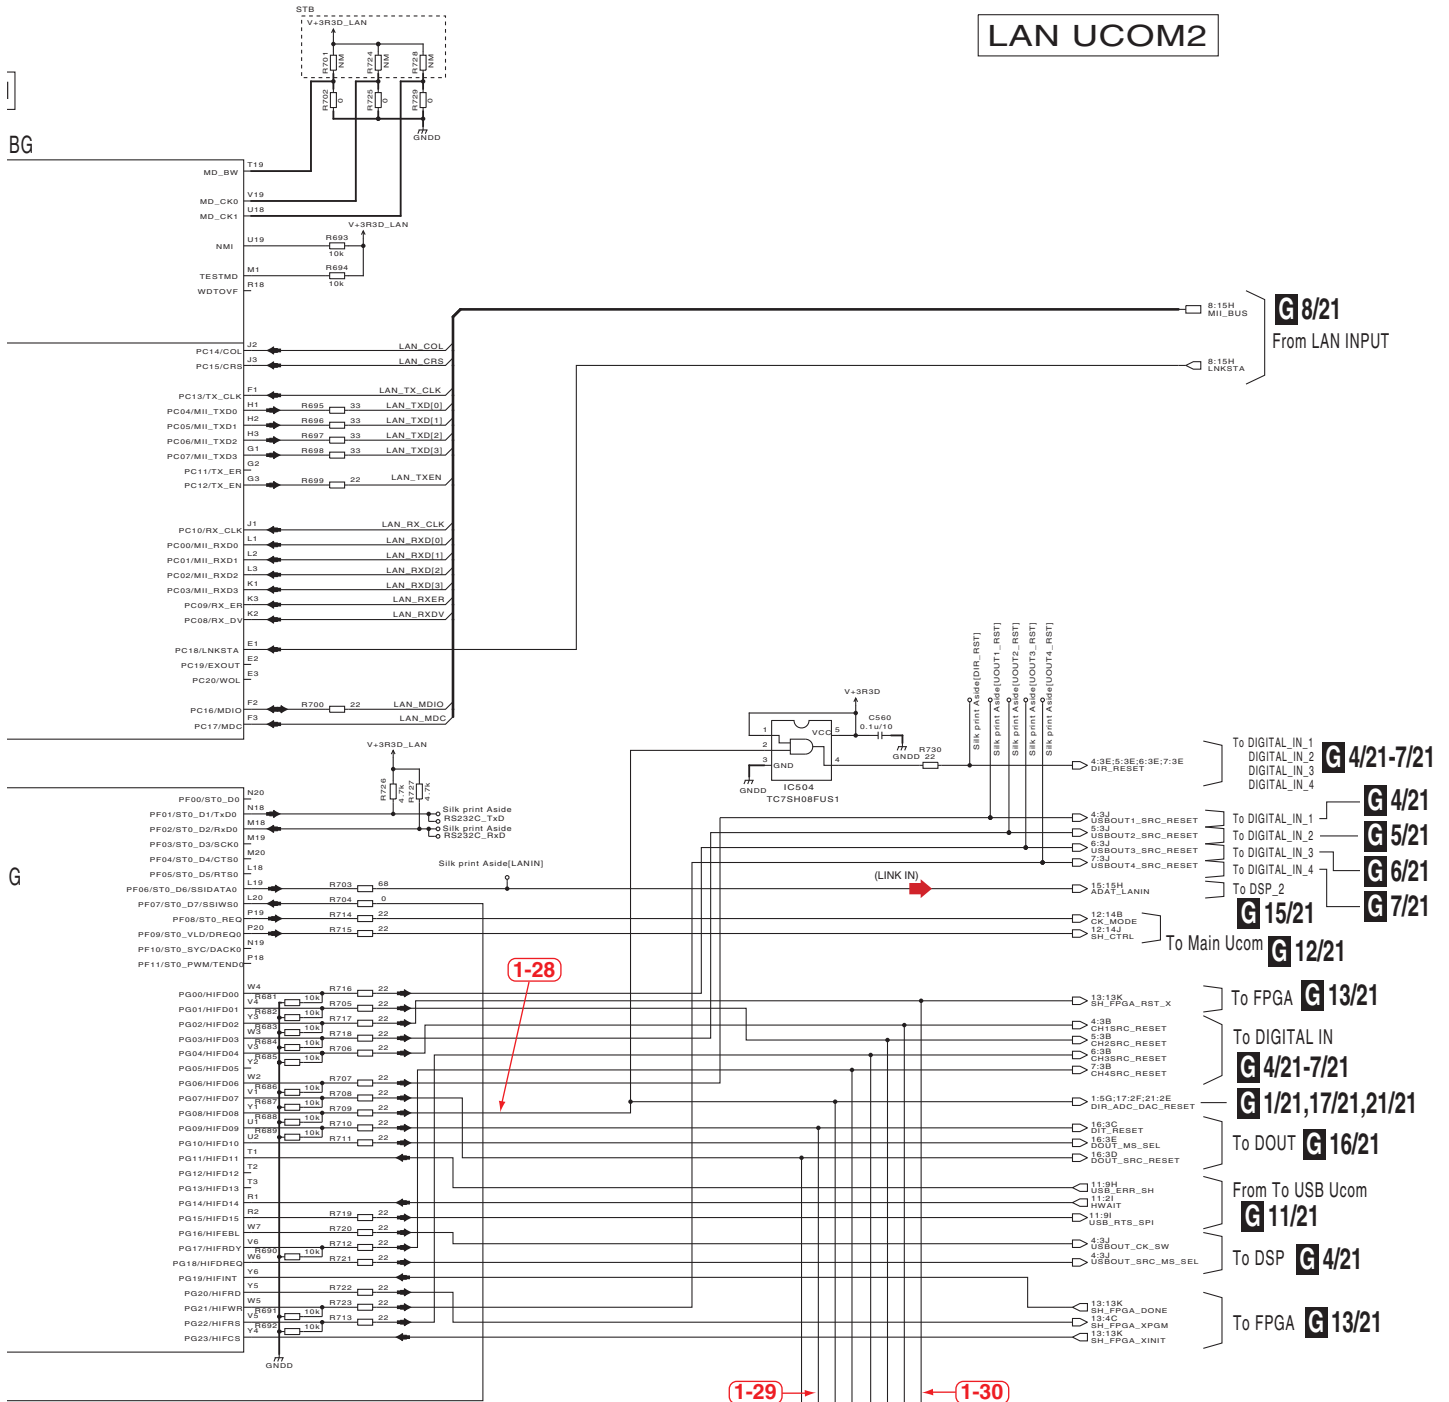 LAN UCOM2
STB
V+3R3D_LAN
R701
NM
R724
NM
R728
NM
R702
0
R725
0
R729
0
GNDD
BG
MD_BW
T19
MD_CK0
V19
MD_CK1
U18
V+3R3D_LAN
NMI
U19
R693
10k
TESTMD
M1
R694
10k
WDTOVF
R18
8:15H
MII_BUS
G 8/21
From LAN INPUT
8:15H
LNKSTA
PC14/COL J2 LAN_COL
PC15/CRS J3 LAN_CRS
PC13/TX_CLK F1 LAN_TX_CLK
PC04/MII_TXD0 H1 R695 33 LAN_TXD[0]
PC05/MII_TXD1 H2 R696 33 LAN_TXD[1]
PC06/MII_TXD2 H3 R697 33 LAN_TXD[2]
PC07/MII_TXD3 G1 R698 33 LAN_TXD[3]
PC11/TX_ER G2
PC12/TX_EN G3 R699 22 LAN_TXEN
PC10/RX_CLK J1 LAN_RX_CLK
PC00/MII_RXD0 L1 LAN_RXD[0]
PC01/MII_RXD1 L2 LAN_RXD[1]
PC02/MII_RXD2 L3 LAN_RXD[2]
PC03/MII_RXD3 K1 LAN_RXD[3]
PC09/RX_ER K3 LAN_RXER
PC08/RX_DV K2 LAN_RXDV
PC18/LNKSTA E1
PC19/EXOUT E2
PC20/WOL E3
PC16/MDIO F2 R700 22 LAN_MDIO
PC17/MDC F3 LAN_MDC
Silk print Aside[DIR_RST]
Silk print Aside[UOUT1_RST]
Silk print Aside[UOUT2_RST]
Silk print Aside[UOUT3_RST]
Silk print Aside[UOUT4_RST]
V+3R3D
C560
0.1u/10
1
2
3
GND
VCC
5
4
GNDD
R730
22
GNDD
IC504
TC7SH08FUS1
4:3E;5:3E;6:3E;7:3E
DIR_RESET
To DIGITAL_IN_1
DIGITAL_IN_2
DIGITAL_IN_3
DIGITAL_IN_4
G 4/21-7/21
V+3R3D_LAN
R726
4.7k
R727
4.7k
Silk print Aside
RS232C_TxD
Silk print Aside
RS232C_RxD
G
PF00/ST0_D0 N20
PF01/ST0_D1/TxD0 N18
PF02/ST0_D2/RxD0 M18
PF03/ST0_D3/SCK0 M19
PF04/ST0_D4/CTS0 M20
PF05/ST0_D5/RTS0 L18
PF06/ST0_D6/SSIDATA0 L19 R703 68
PF07/ST0_D7/SSIWS0 L20 R704 0
PF08/ST0_REQ P19 R714 22
PF09/ST0_VLD/DREQ0 P20 R715 22
PF10/ST0_SYC/DACK0 N19
PF11/ST0_PWM/TEND0 P18
Silk print Aside[LANIN]
(LINK IN)
4:3J
USBOUT1_SRC_RESET
5:3J
USBOUT2_SRC_RESET
6:3J
USBOUT3_SRC_RESET
7:3J
USBOUT4_SRC_RESET
To DIGITAL_IN_1
G 4/21
To DIGITAL_IN_2
G 5/21
To DIGITAL_IN_3
G 6/21
To DIGITAL_IN_4
G 7/21
15:15H
ADAT_LANIN
To DSP_2
G 15/21
12:14B
CK_MODE
12:14J
SH_CTRL
To Main Ucom G 12/21
1-28
PG00/HIFD00 W4 R716 22
R681 10k
PG01/HIFD01 V4 R705 22
R682 10k
PG02/HIFD02 Y3 R717 22
R683 10k
PG03/HIFD03 W3 R718 22
R684 10k
PG04/HIFD04 V3 R706 22
R685 10k
PG05/HIFD05 Y2
PG06/HIFD06 W2 R707 22
R686 10k
PG07/HIFD07 V1 R708 22
R687 10k
PG08/HIFD08 Y1 R709 22
R688 10k
PG09/HIFD09 U1 R710 22
R689 10k
PG10/HIFD10 U2 R711 22
PG11/HIFD11 T1
PG12/HIFD12 T2
PG13/HIFD13 T3
PG14/HIFD14 R1
PG15/HIFD15 R2 R719 22
PG16/HIFEBL W7 R720 22
PG17/HIFRDY V6 R712 22
R690 10k
PG18/HIFDREQ W6 R721 22
PG19/HIFINT Y6
PG20/HIFRD Y5 R722 22
PG21/HIFWR W5 R723 22
R691 10k
PG22/HIFRS V5 R713 22
R692 10k
PG23/HIFCS Y4
GNDD
13:13K
SH_FPGA_RST_X
To FPGA G 13/21
4:3B
CH1SRC_RESET
5:3B
CH2SRC_RESET
6:3B
CH3SRC_RESET
7:3B
CH4SRC_RESET
To DIGITAL IN
G 4/21-7/21
1:5G;17:2F;21:2E
DIR_ADC_DAC_RESET
G 1/21,17/21,21/21
16:3C
DIT_RESET
16:3E
DOUT_MS_SEL
16:3D
DOUT_SRC_RESET
To DOUT G 16/21
11:9H
USB_ERR_SH
11:2I
HWAIT
11:9I
USB_RTS_SPI
From To USB Ucom
G 11/21
4:3J
USBOUT_CK_SW
4:3J
USBOUT_SRC_MS_SEL
To DSP G 4/21
13:13K
SH_FPGA_DONE
13:4C
SH_FPGA_XPGM
13:13K
SH_FPGA_XINIT
To FPGA G 13/21
1-29
1-30